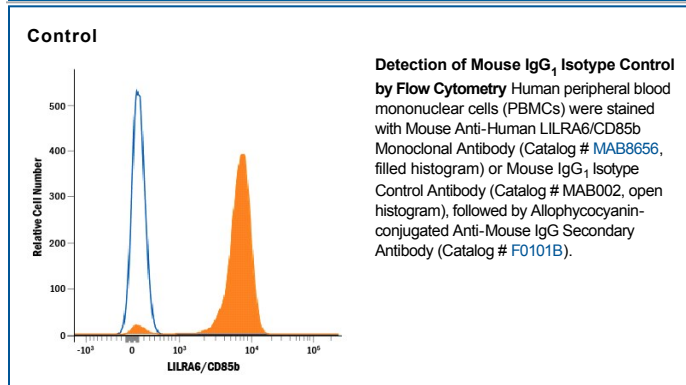 Control
Detection of Mouse IgG₁ Isotype Control
by Flow Cytometry Human peripheral blood
mononuclear cells (PBMCs) were stained
with Mouse Anti-Human LILRA6/CD85b
Monoclonal Antibody (Catalog # MAB8656,
filled histogram) or Mouse IgG₁ Isotype
Control Antibody (Catalog # MAB002, open
histogram), followed by Allophycocyanin-
conjugated Anti-Mouse IgG Secondary
Antibody (Catalog # F0101B).
Relative Cell Number
500
400
300
200
100
0
-10³ 0 10³ 10⁴ 10⁵
LILRA6/CD85b